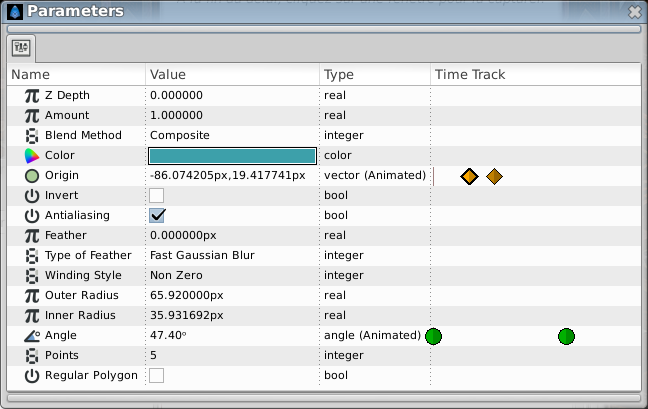 Parameters
Name Value Type Time Track
Z Depth 0.000000 real
Amount 1.000000 real
Blend Method Composite integer
Color color
Origin -86.074205px,19.417741px vector (Animated)
Invert bool
Antialiasing bool
Feather 0.000000px real
Type of Feather Fast Gaussian Blur integer
Winding Style Non Zero integer
Outer Radius 65.920000px real
Inner Radius 35.931692px real
Angle 47.40º angle (Animated)
Points 5 integer
Regular Polygon bool